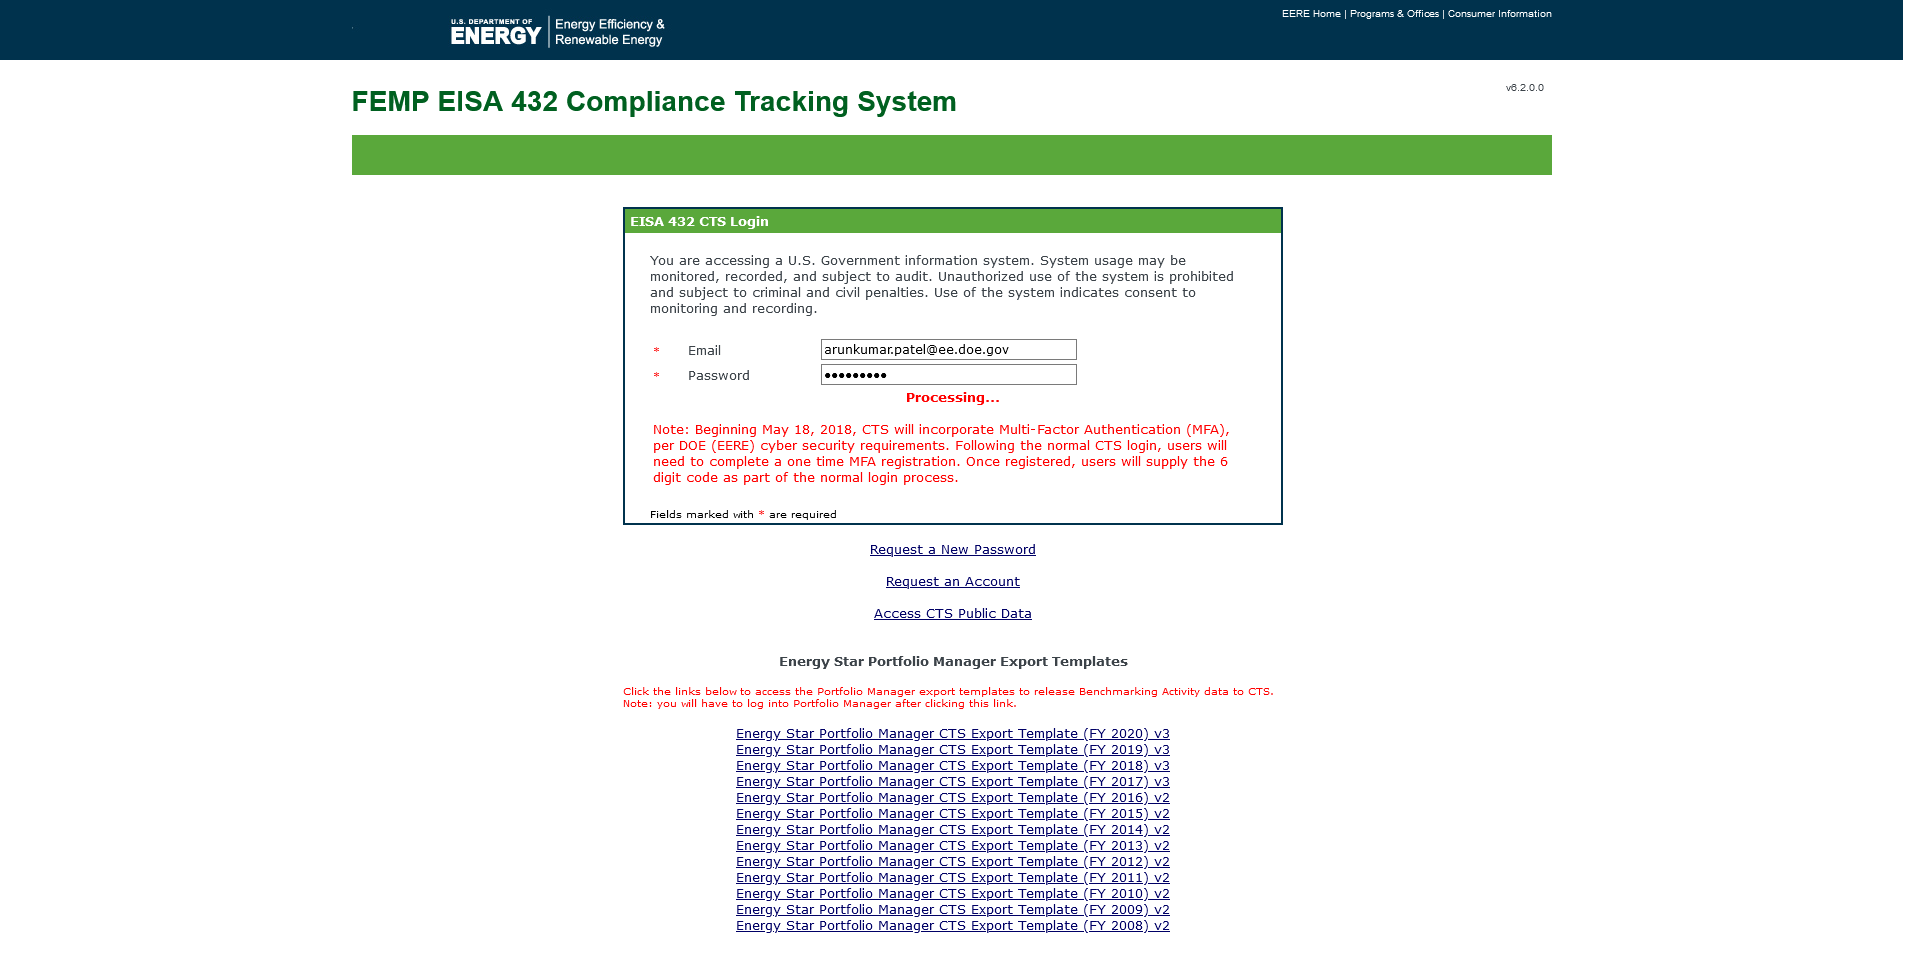 U.S. DEPARTMENT OF
ENERGY
Energy Efficiency &
Renewable Energy
EERE Home | Programs & Offices | Consumer Information
FEMP EISA 432 Compliance Tracking System
v6.2.0.0
EISA 432 CTS Login
You are accessing a U.S. Government information system. System usage may be
monitored, recorded, and subject to audit. Unauthorized use of the system is prohibited
and subject to criminal and civil penalties. Use of the system indicates consent to
monitoring and recording.
* Email arunkumar.patel@ee.doe.gov
* Password •••••••••
Processing...
Note: Beginning May 18, 2018, CTS will incorporate Multi-Factor Authentication (MFA),
per DOE (EERE) cyber security requirements. Following the normal CTS login, users will
need to complete a one time MFA registration. Once registered, users will supply the 6
digit code as part of the normal login process.
Fields marked with * are required
Request a New Password
Request an Account
Access CTS Public Data
Energy Star Portfolio Manager Export Templates
Click the links below to access the Portfolio Manager export templates to release Benchmarking Activity data to CTS.
Note: you will have to log into Portfolio Manager after clicking this link.
Energy Star Portfolio Manager CTS Export Template (FY 2020) v3
Energy Star Portfolio Manager CTS Export Template (FY 2019) v3
Energy Star Portfolio Manager CTS Export Template (FY 2018) v3
Energy Star Portfolio Manager CTS Export Template (FY 2017) v3
Energy Star Portfolio Manager CTS Export Template (FY 2016) v2
Energy Star Portfolio Manager CTS Export Template (FY 2015) v2
Energy Star Portfolio Manager CTS Export Template (FY 2014) v2
Energy Star Portfolio Manager CTS Export Template (FY 2013) v2
Energy Star Portfolio Manager CTS Export Template (FY 2012) v2
Energy Star Portfolio Manager CTS Export Template (FY 2011) v2
Energy Star Portfolio Manager CTS Export Template (FY 2010) v2
Energy Star Portfolio Manager CTS Export Template (FY 2009) v2
Energy Star Portfolio Manager CTS Export Template (FY 2008) v2